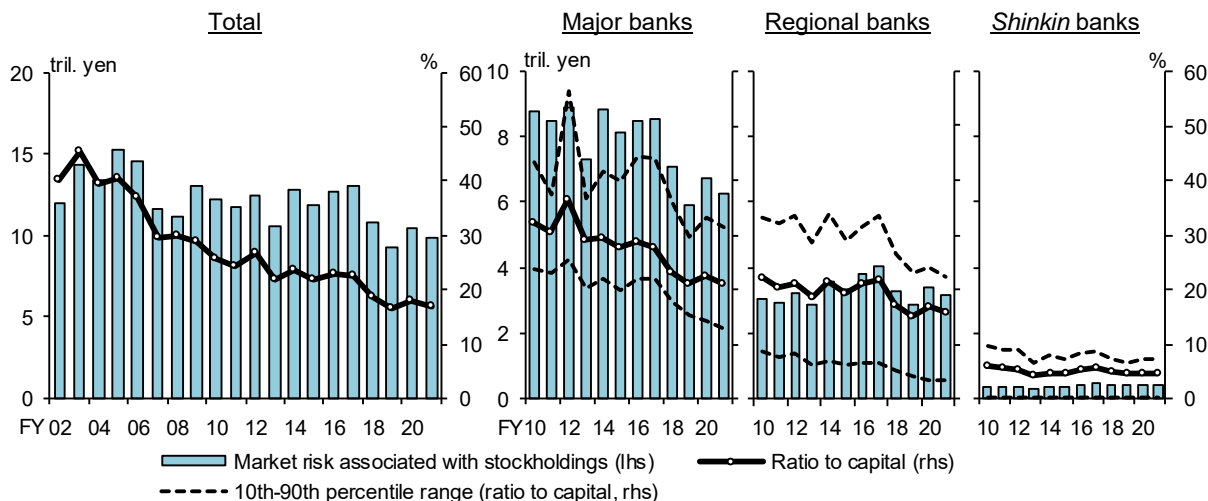 Total
Major banks
Regional banks
Shinkin banks
tril. yen
%
tril. yen
%
20
15
10
5
0
60
50
40
30
20
10
0
10
8
6
4
2
0
60
50
40
30
20
10
0
FY 02 04 06 08 10 12 14 16 18 20
FY10 12 14 16 18 20
10 12 14 16 18 20
10 12 14 16 18 20
Market risk associated with stockholdings (lhs)
Ratio to capital (rhs)
10th-90th percentile range (ratio to capital, rhs)